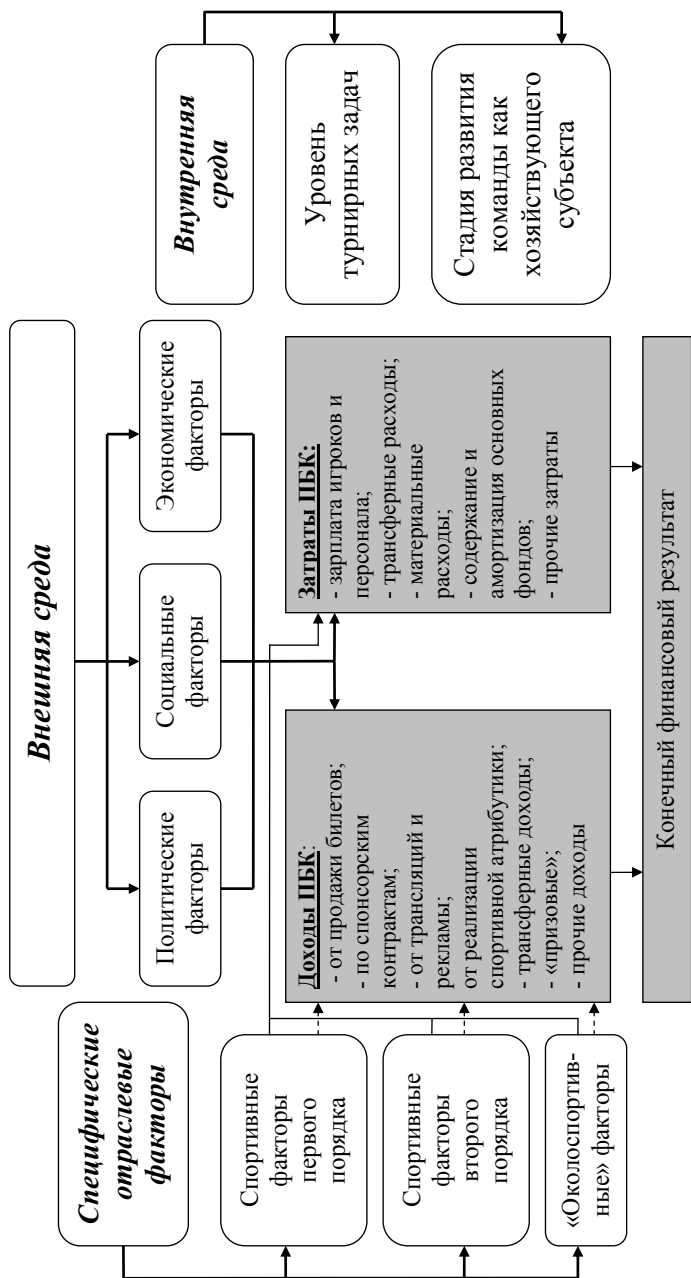 Специфические
отраслевые
факторы
Спортивные
факторы
первого
порядка
Спортивные
факторы
второго
порядка
«Околоспортив-
ные» факторы
Внешняя среда
Политические
факторы
Социальные
факторы
Экономические
факторы
Доходы ПБК:
- от продажи билетов;
- по спонсорским
контрактам;
- от трансляций и
рекламы;
от реализации
спортивной атрибутики;
- трансферные доходы;
- «призовые»;
- прочие доходы
Затраты ПБК:
- зарплата игроков и
персонала;
- трансферные расходы;
- материальные
расходы;
- содержание и
амортизация основных
фондов;
- прочие затраты
Конечный финансовый результат
Внутренняя
среда
Уровень
турнирных задач
Стадия развития
команды как
хозяйствующего
субъекта